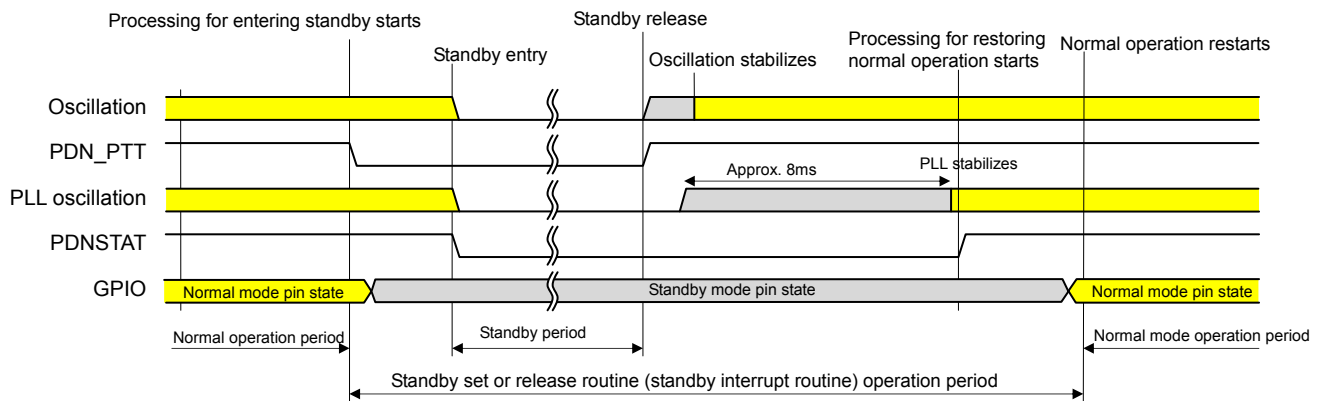 Processing for entering standby starts
Standby release
Standby entry
Oscillation stabilizes
Processing for restoring
normal operation starts
Normal operation restarts
Oscillation
PDN_PTT
Approx. 8ms
PLL stabilizes
PLL oscillation
PDNSTAT
GPIO
Normal mode pin state
Standby mode pin state
Normal mode pin state
Normal operation period
Standby period
Normal mode operation period
Standby set or release routine (standby interrupt routine) operation period